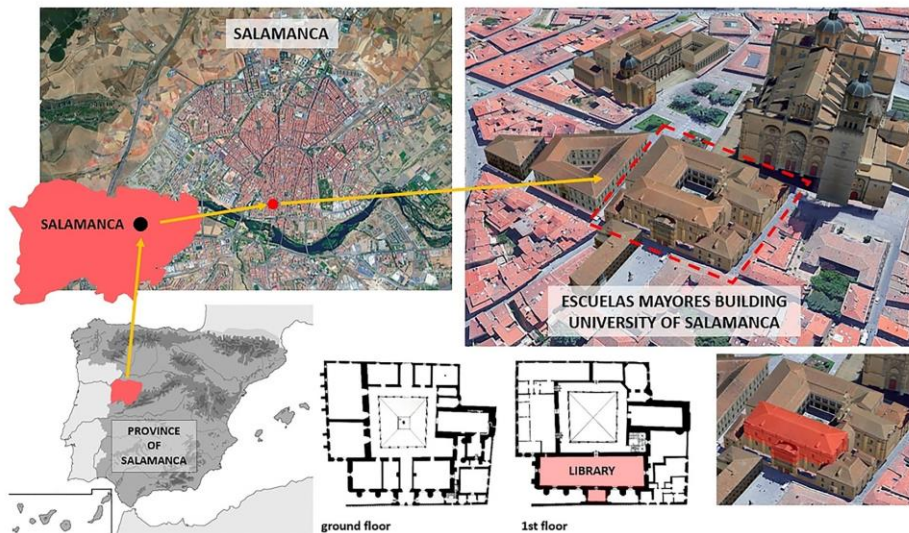 SALAMANCA
SALAMANCA
ESCUELAS MAYORES BUILDING
UNIVERSITY OF SALAMANCA
PROVINCE
OF
SALAMANCA
LIBRARY
ground floor
1st floor